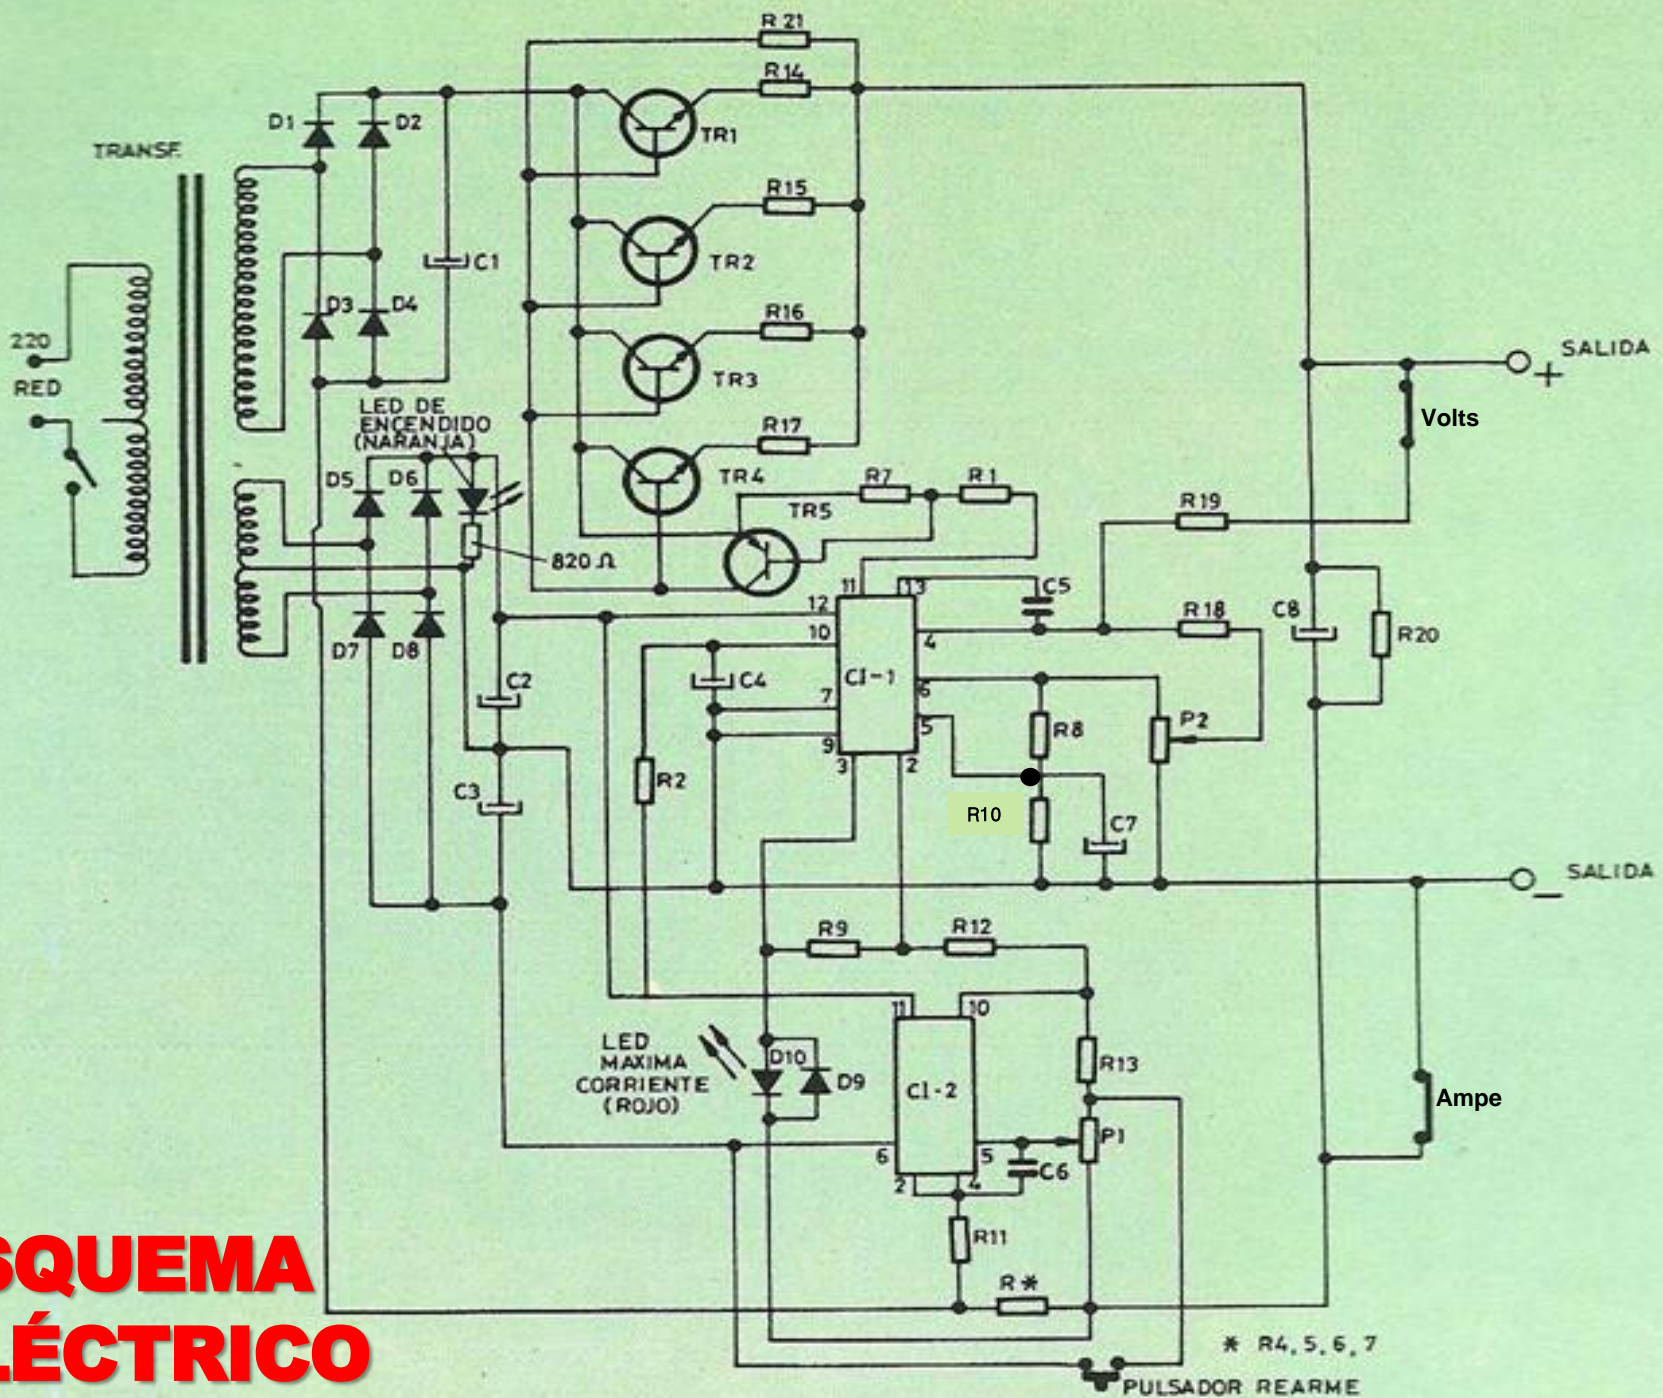 R 21
R14
D1
D2
TR1
TRANSF.
R15
C1
TR2
D3
D4
R16
220
SALIDA
+
RED
TR3
LED DE
ENCENDIDO
(NARANJA)
Volts
R17
TR4
R7
R1
D5
D6
R19
TR5
820 Ω
11
13
C5
12
R18
C8
10
4
R20
D7
D8
CI-1
C2
C4
6
7
P2
5
R8
9
3
2
R2
C3
R10
C7
SALIDA
−
R9
R12
11
10
LED
MAXIMA
CORRIENTE
(ROJO)
D10
D9
R13
CI-2
Ampe
P1
6
5
C6
2
4
R11
SQUEMA
LÉCTRICO
R *
* R4, 5, 6, 7
PULSADOR REARME